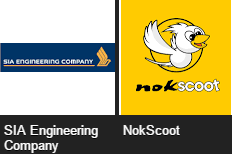 SIA ENGINEERING COMPANY
nokscoot
SIA Engineering
Company
NokScoot